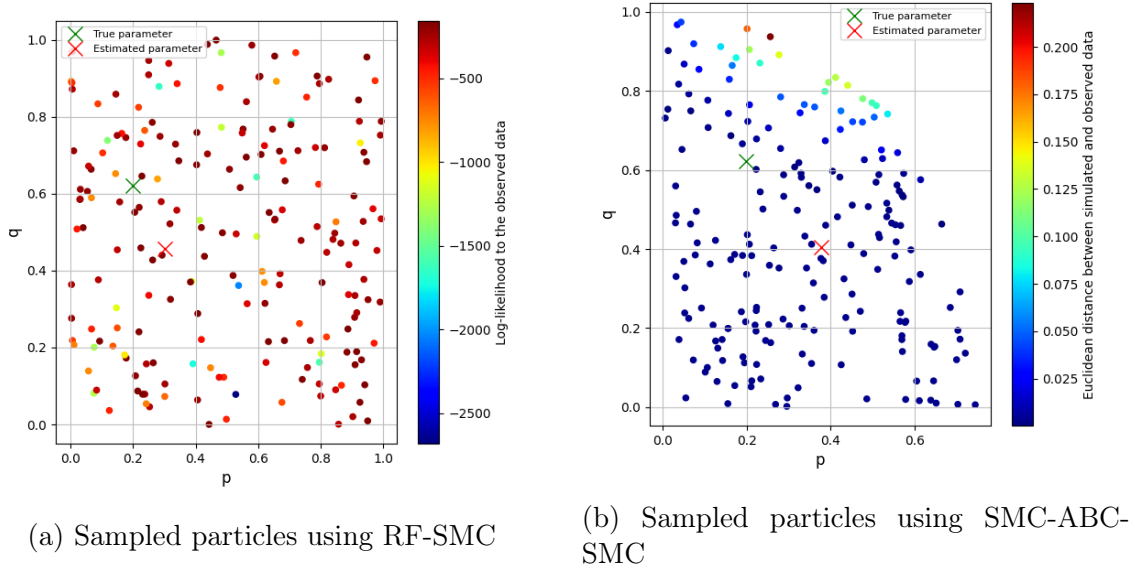 True parameter
Estimated parameter
1.0
0.8
0.6
0.4
0.2
0.0
q
0.0 0.2 0.4 0.6 0.8 1.0
p
−500
−1000
−1500
−2000
−2500
Log-likelihood to the observed data
(a) Sampled particles using RF-SMC
True parameter
Estimated parameter
1.0
0.8
0.6
0.4
0.2
0.0
q
0.0 0.2 0.4 0.6
p
0.200
0.175
0.150
0.125
0.100
0.075
0.050
0.025
Euclidean distance between simulated and observed data
(b) Sampled particles using SMC-ABC-
SMC